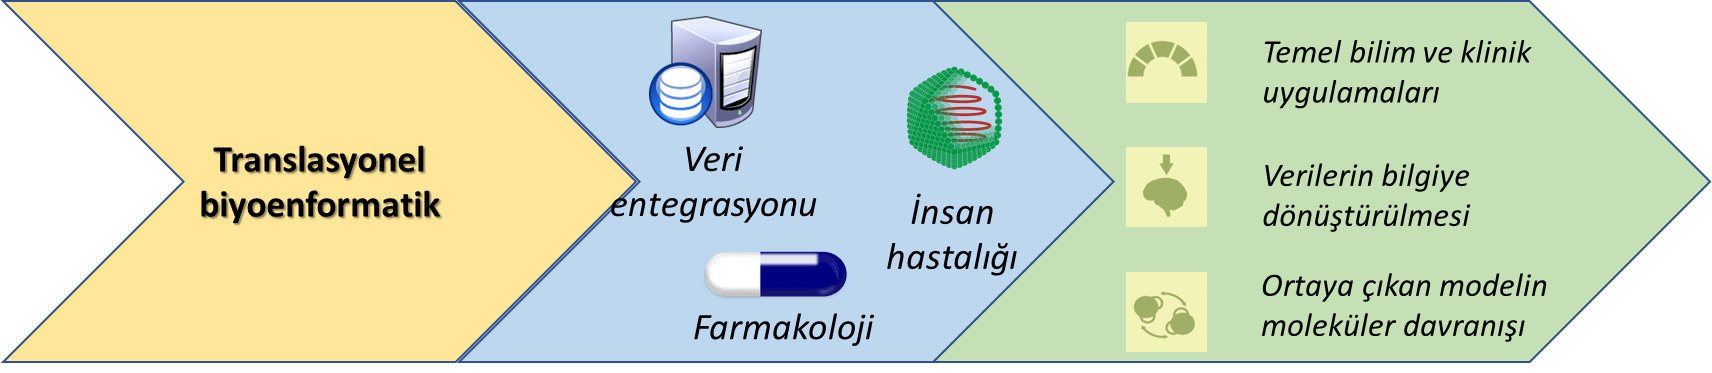 Translasyonel
biyoenformatik
Veri
entegrasyonu
Farmakoloji
İnsan
hastalığı
Temel bilim ve klinik
uygulamaları
Verilerin bilgiye
dönüştürülmesi
Ortaya çıkan modelin
moleküler davranışı